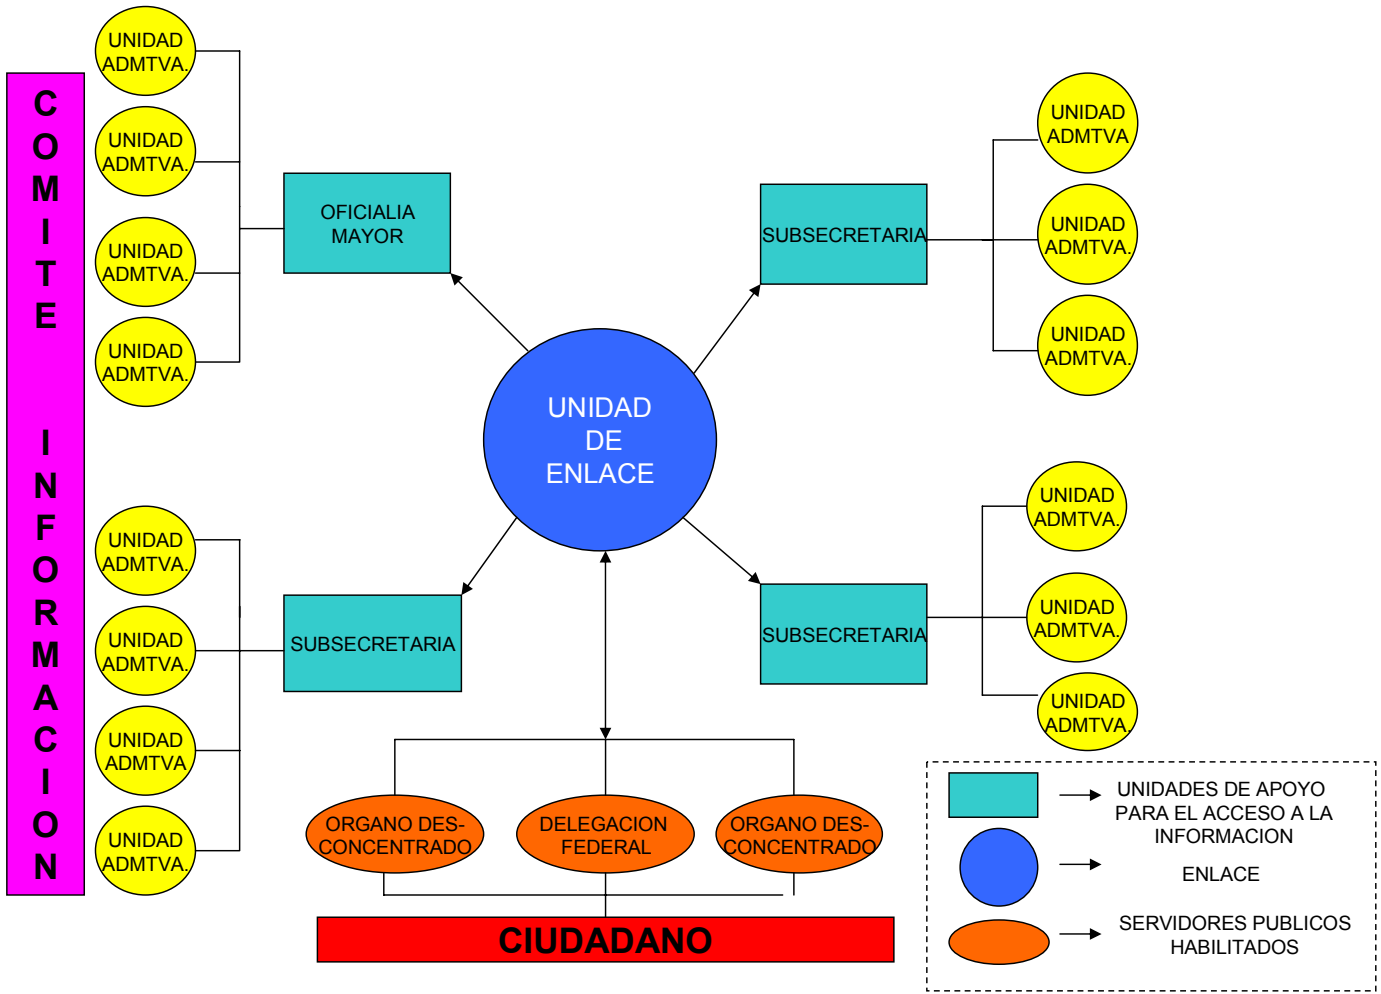 COMITE INFORMACION
UNIDAD
ADMTVA.
UNIDAD
ADMTVA.
UNIDAD
ADMTVA.
UNIDAD
ADMTVA.
OFICIALIA
MAYOR
SUBSECRETARIA
UNIDAD
ADMTVA
UNIDAD
ADMTVA.
UNIDAD
ADMTVA.
UNIDAD
DE
ENLACE
UNIDAD
ADMTVA.
UNIDAD
ADMTVA.
UNIDAD
ADMTVA
UNIDAD
ADMTVA.
SUBSECRETARIA
SUBSECRETARIA
UNIDAD
ADMTVA.
UNIDAD
ADMTVA.
UNIDAD
ADMTVA.
ORGANO DES-
CONCENTRADO
DELEGACION
FEDERAL
ORGANO DES-
CONCENTRADO
CIUDADANO
UNIDADES DE APOYO
PARA EL ACCESO A LA
INFORMACION
ENLACE
SERVIDORES PUBLICOS
HABILITADOS